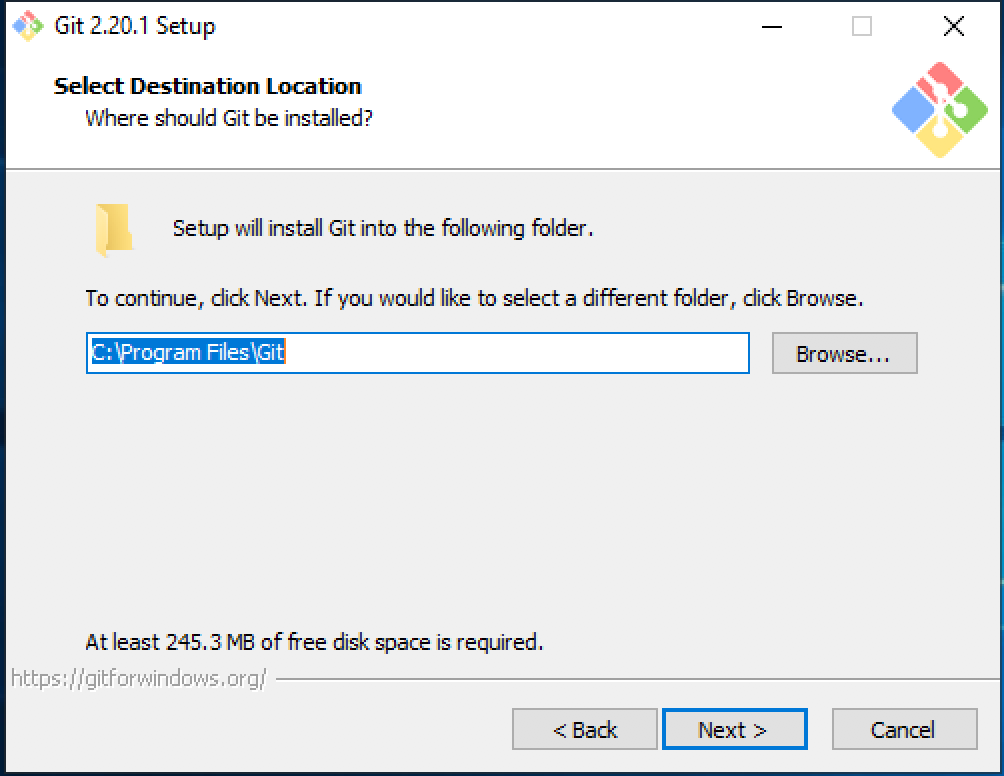 Git 2.20.1 Setup
Select Destination Location
Where should Git be installed?
Setup will install Git into the following folder.
To continue, click Next. If you would like to select a different folder, click Browse.
C:\Program Files\Git
Browse...
At least 245.3 MB of free disk space is required.
https://gitforwindows.org/
< Back
Next >
Cancel